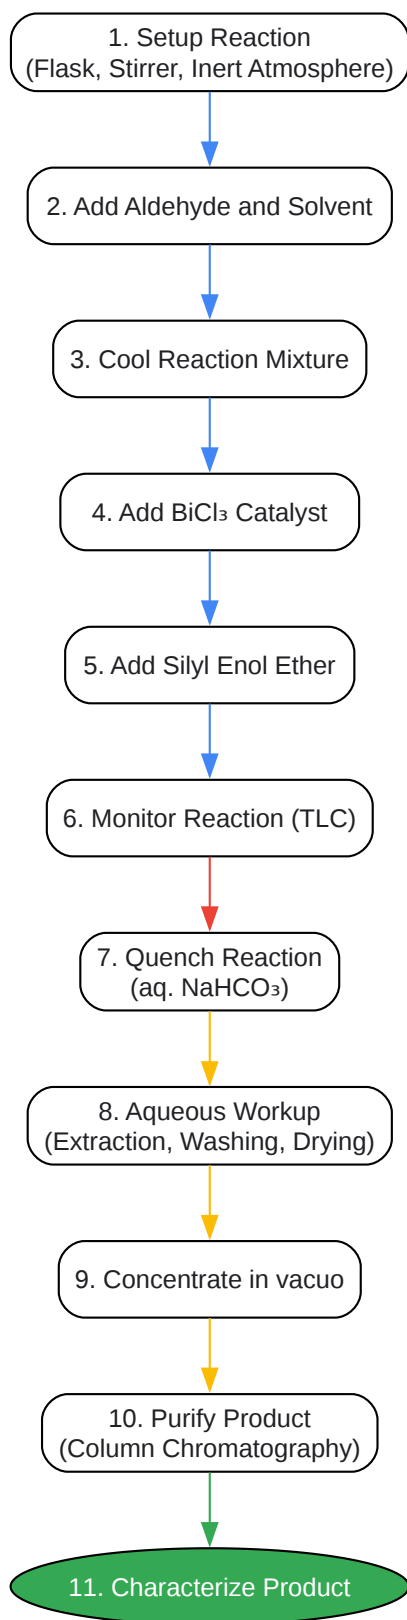 1. Setup Reaction
(Flask, Stirrer, Inert Atmosphere)
2. Add Aldehyde and Solvent
3. Cool Reaction Mixture
4. Add BiCl₃ Catalyst
5. Add Silyl Enol Ether
6. Monitor Reaction (TLC)
7. Quench Reaction
(aq. NaHCO₃)
8. Aqueous Workup
(Extraction, Washing, Drying)
9. Concentrate in vacuo
10. Purify Product
(Column Chromatography)
11. Characterize Product